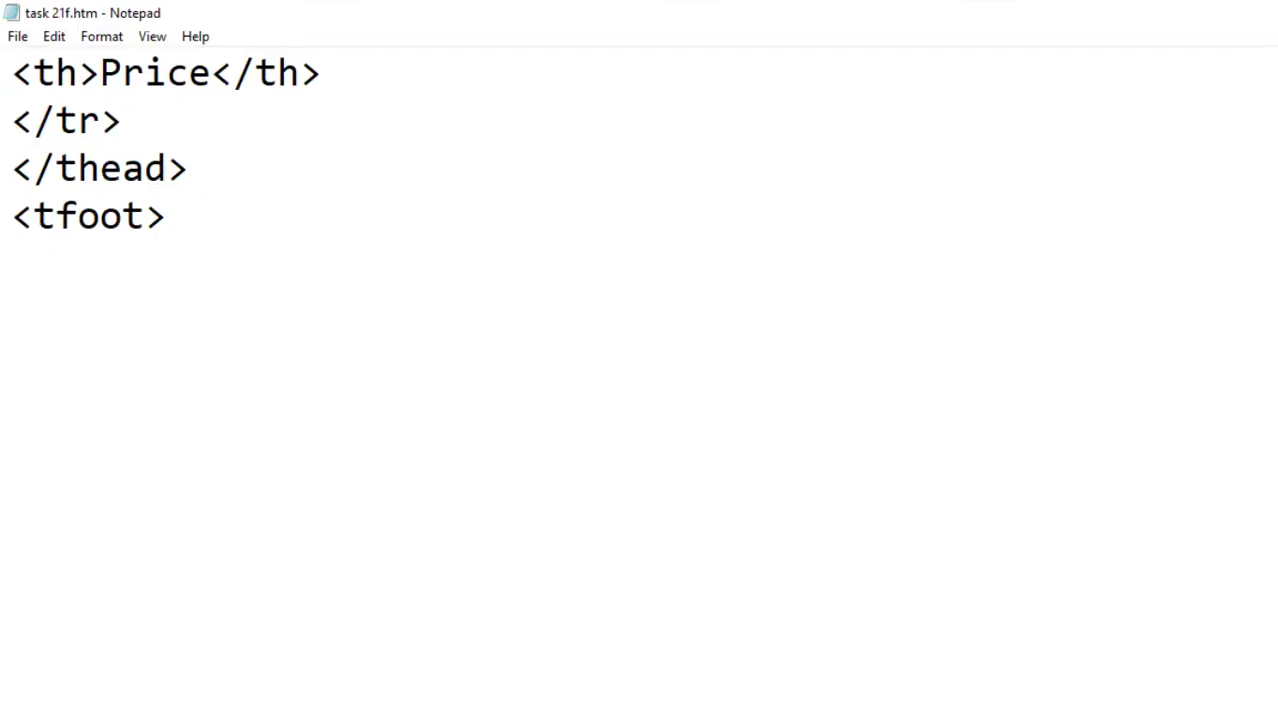 task 21f.htm - Notepad
File Edit Format View Help
<th>Price</th>
</tr>
</thead>
<tfoot>